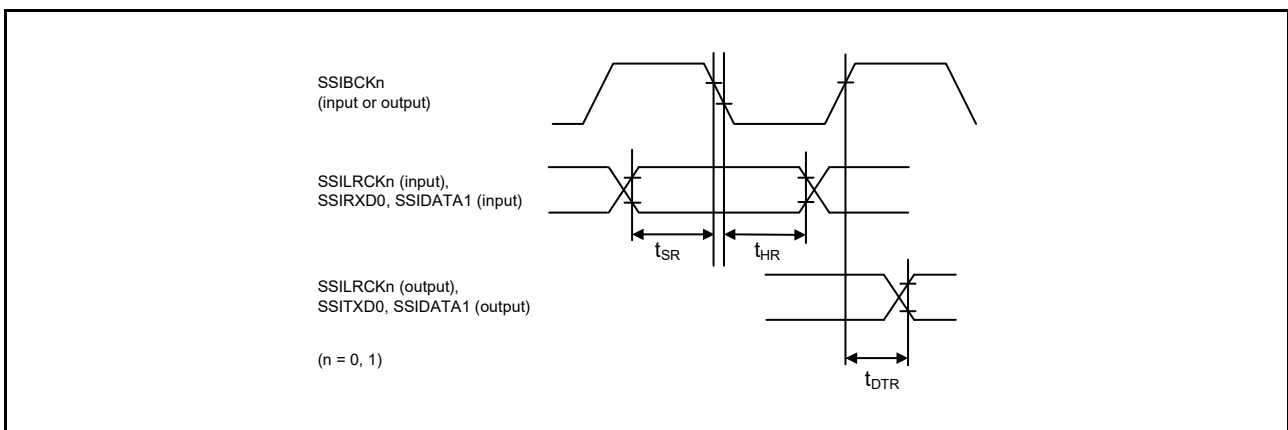 SSIBCKn
(input or output)
SSILRCKn (input),
SSIRXD0, SSIDATA1 (input)
tSR
tHR
SSILRCKn (output),
SSITXD0, SSIDATA1 (output)
(n = 0, 1)
tDTR